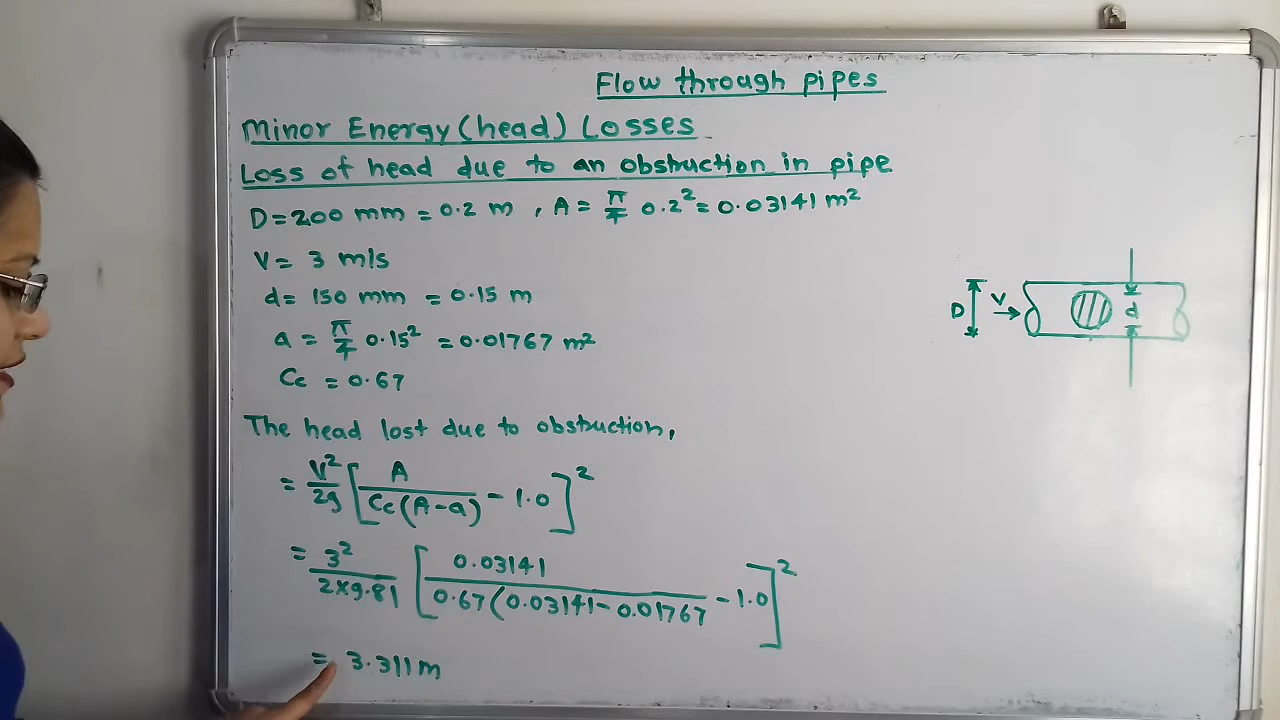 Flow through pipes
Minor Energy (head) Losses
Loss of head due to an obstruction in pipe
D = 200 mm = 0.2 m , A = π/4 0.2² = 0.03141 m²
V = 3 m/s
d = 150 mm = 0.15 m
a = π/4 0.15² = 0.01767 m²
Cc = 0.67
D V d
The head lost due to obstruction,
= V²/2g [A/Cc(A-a) - 1.0]²
= 3²/2×9.81 [0.03141/0.67(0.03141-0.01767 - 1.0]²
= 3.311 m